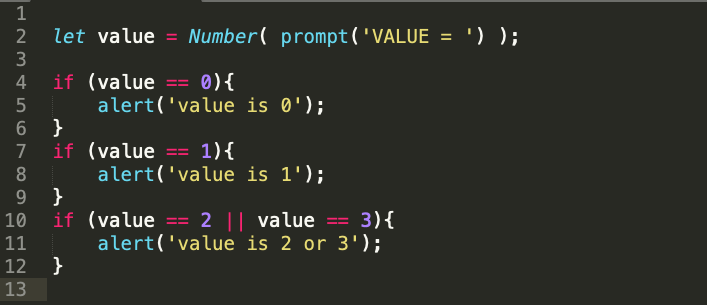 1
2 let value = Number( prompt('VALUE = ') );
3
4 if (value == 0){
5     alert('value is 0');
6 }
7 if (value == 1){
8     alert('value is 1');
9 }
10 if (value == 2 || value == 3){
11     alert('value is 2 or 3');
12 }
13